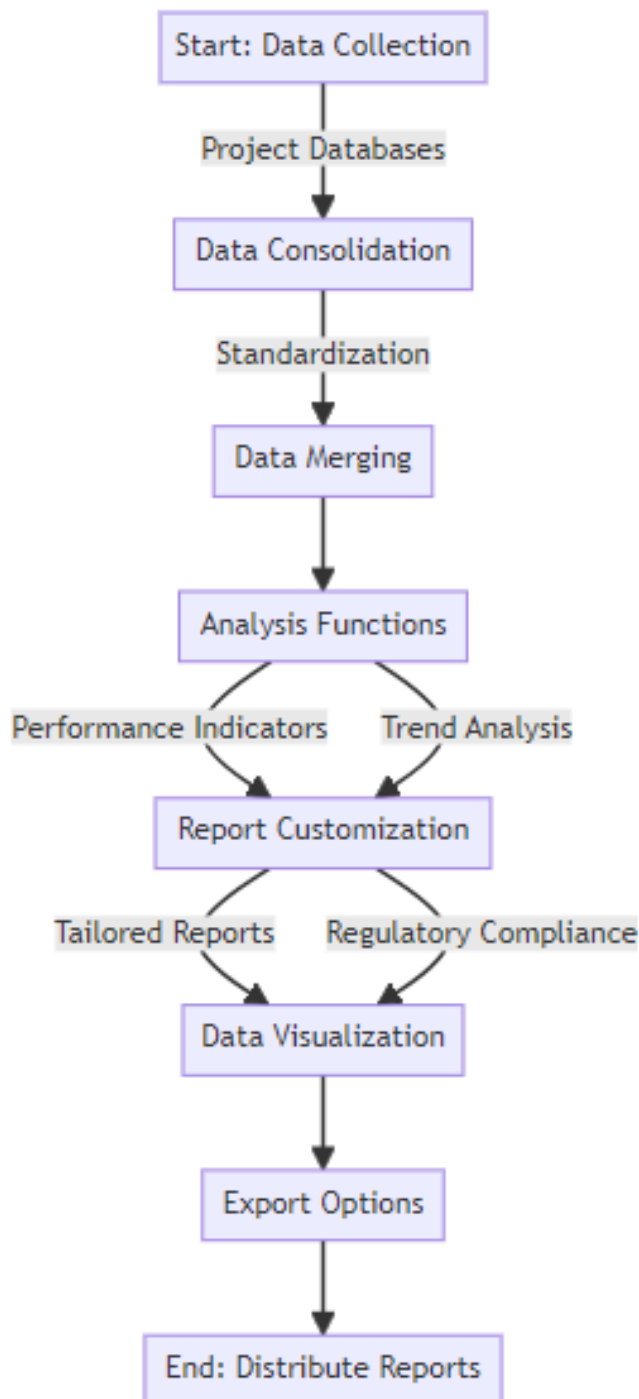 Start: Data Collection
Project Databases
Data Consolidation
Standardization
Data Merging
Analysis Functions
Performance Indicators
Trend Analysis
Report Customization
Tailored Reports
Regulatory Compliance
Data Visualization
Export Options
End: Distribute Reports